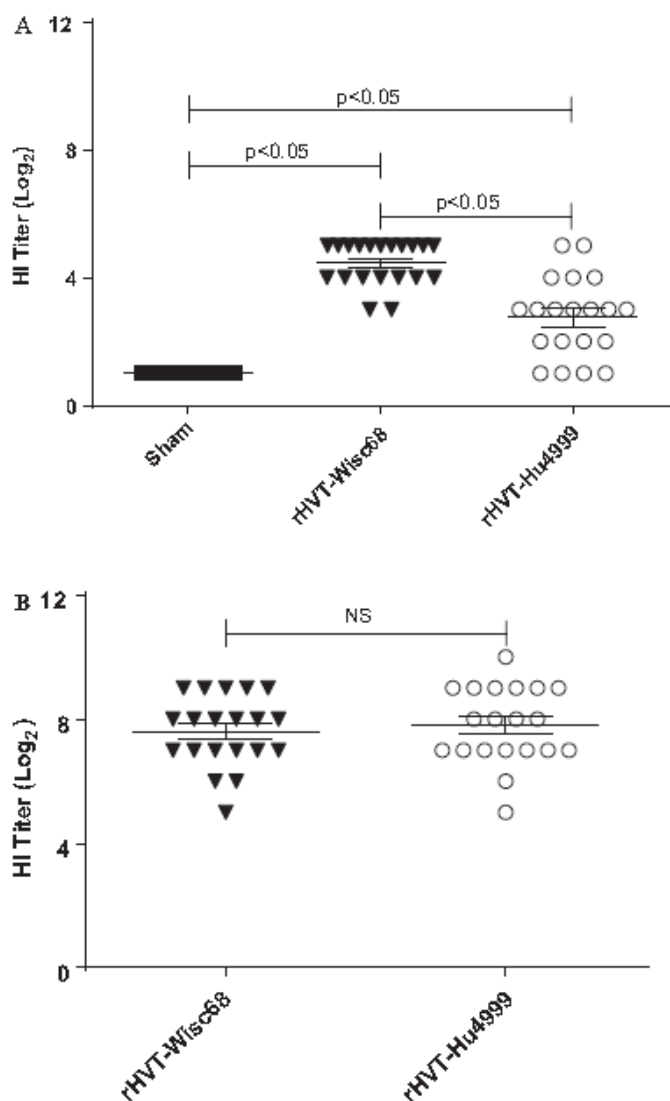 A
12
p<0.05
8
p<0.05
p<0.05
HI Titer (Log₂)
4
0
Sham
rHVT-Wisc68
rHVT-Hu4999
B
12
NS
8
HI Titer (Log₂)
4
0
rHVT-Wisc68
rHVT-Hu4999